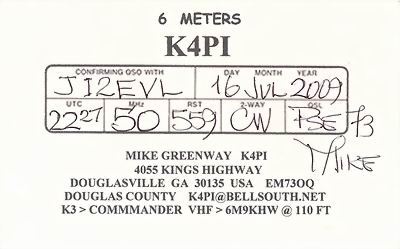 6 METERS
K4PI
CONFIRMING QSO WITH DAY MONTH YEAR
JI2EVL 16 JUL 2009
UTC MHz RST 2-WAY QSL
2227 50 559 CW PSE 73
MIKE
MIKE GREENWAY K4PI
4055 KINGS HIGHWAY
DOUGLASVILLE GA 30135 USA EM73OQ
DOUGLAS COUNTY K4PI@BELLSOUTH.NET
K3 > COMMMANDER VHF > 6M9KHW @ 110 FT